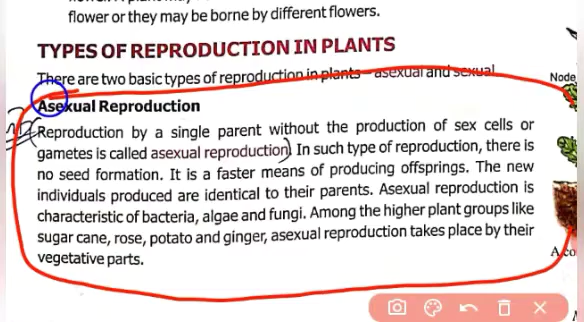 flower or they may be borne by different flowers.
TYPES OF REPRODUCTION IN PLANTS
There are two basic types of reproduction in plants - asexual and sexual
Node
Asexual Reproduction
Reproduction by a single parent without the production of sex cells or
gametes is called asexual reproduction. In such type of reproduction, there is
no seed formation. It is a faster means of producing offsprings. The new
individuals produced are identical to their parents. Asexual reproduction is
characteristic of bacteria, algae and fungi. Among the higher plant groups like
sugar cane, rose, potato and ginger, asexual reproduction takes place by their
vegetative parts.